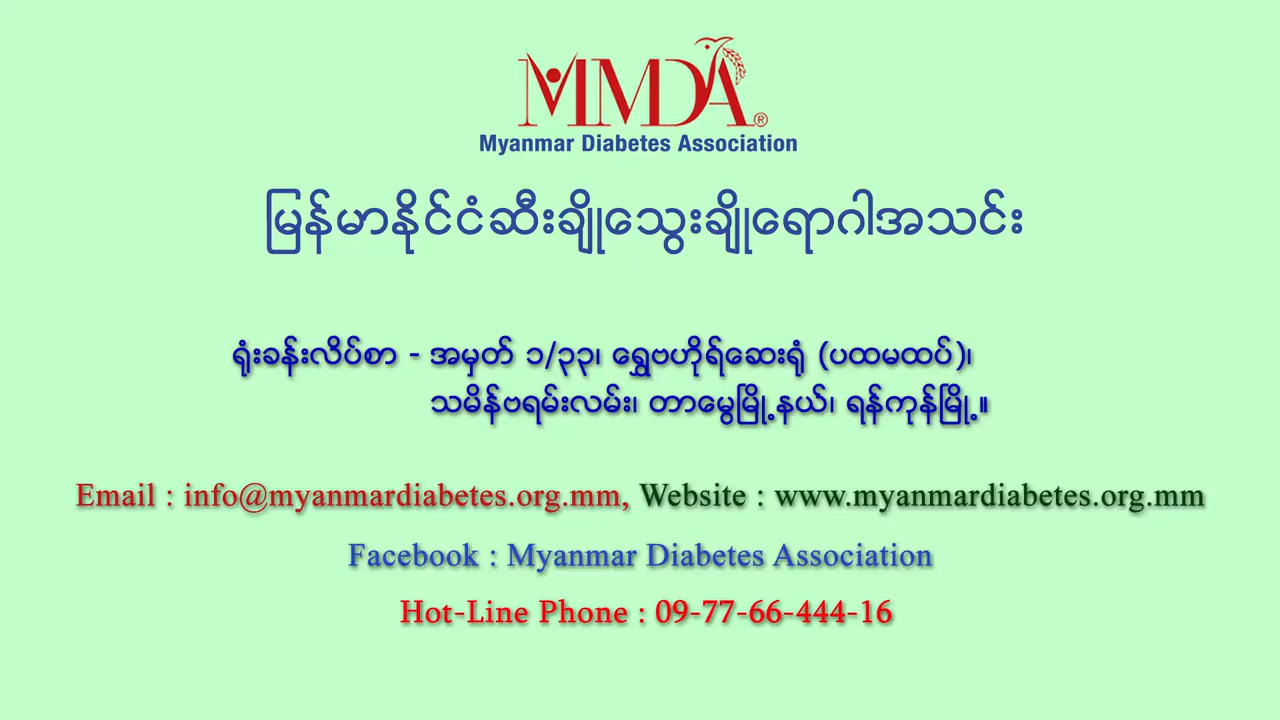 MMDA®
Myanmar Diabetes Association
မြန်မာနိုင်ငံဆီးချိုသွေးချိုရောဂါအသင်း
ရုံးခန်းလိပ်စာ - အမှတ် ၁/၃၃၊ ရွှေဗဟိုရ်ဆေးရုံ (ပထမထပ်)၊
သမိန်ဗရမ်းလမ်း၊ တာမွေမြို့နယ်၊ ရန်ကုန်မြို့။
Email : info@myanmardiabetes.org.mm, Website : www.myanmardiabetes.org.mm
Facebook : Myanmar Diabetes Association
Hot-Line Phone : 09-77-66-444-16